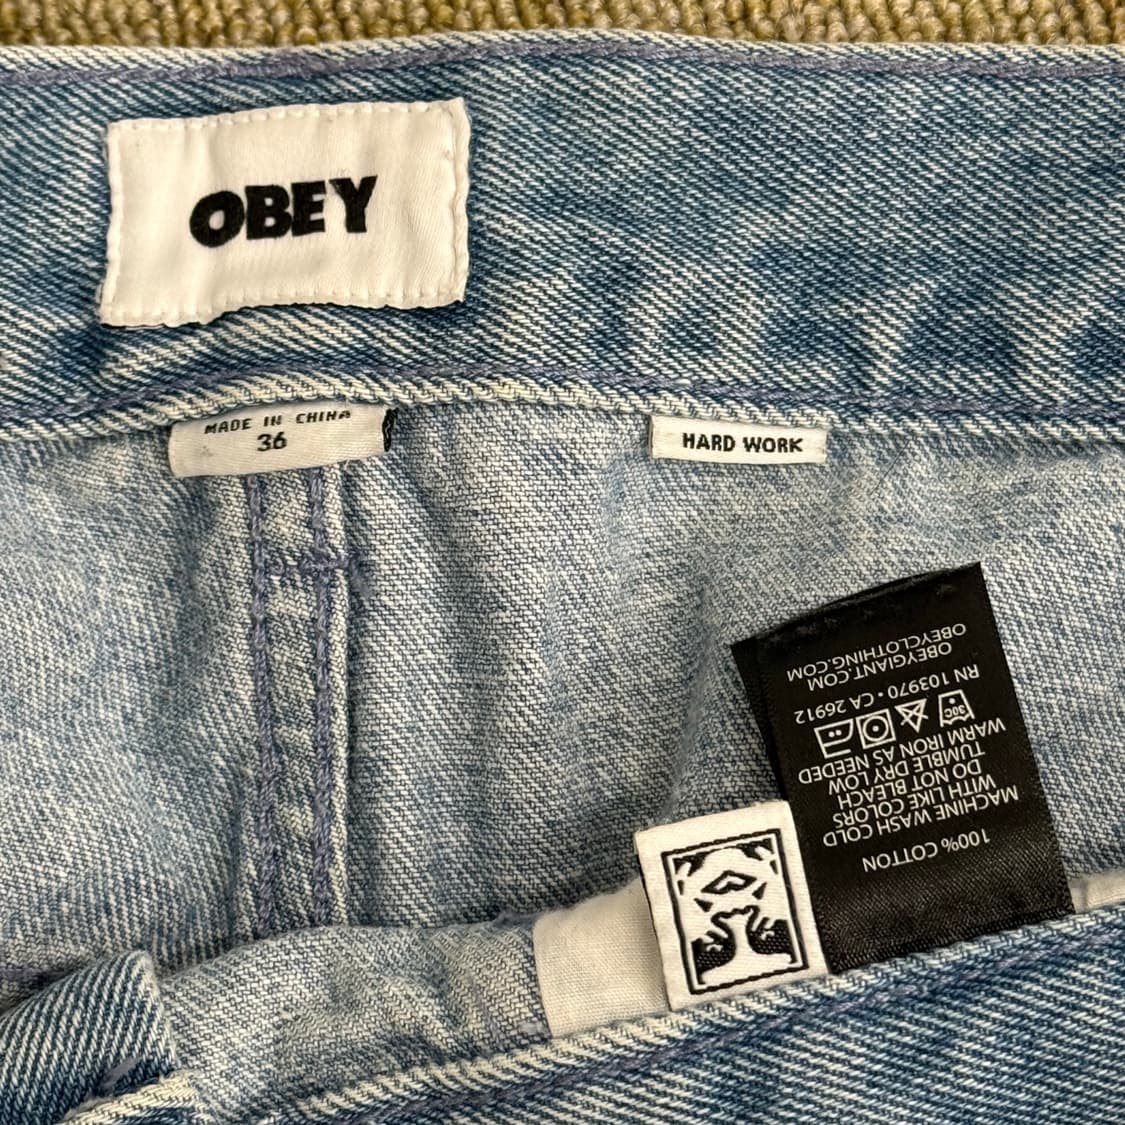 OBEY
MADE IN CHINA
36
HARD WORK
100% COTTON
MACHINE WASH COLD
WITH LIKE COLORS
DO NOT BLEACH
TUMBLE DRY LOW
WARM IRON AS NEEDED
30C
RN 103970 • CA 26912
OBEYGIANT.COM
OBEYCLOTHING.COM